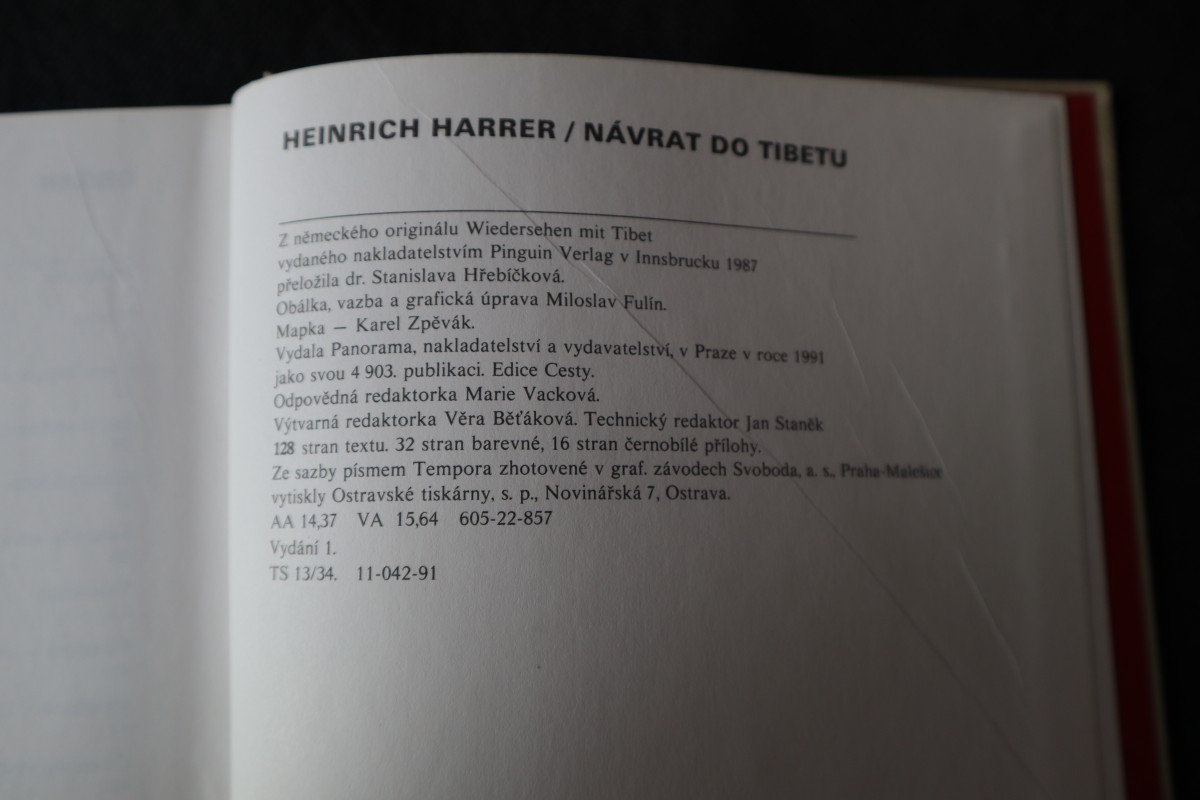 HEINRICH HARRER / NÁVRAT DO TIBETU
Z německého originálu Wiedersehen mit Tibet
vydaného nakladatelstvím Pinguin Verlag v Innsbrucku 1987
přeložila dr. Stanislava Hřebíčková.
Obálka, vazba a grafická úprava Miloslav Fulín.
Mapka — Karel Zpěvák.
Vydala Panorama, nakladatelství a vydavatelství, v Praze v roce 1991
jako svou 4 903. publikaci. Edice Cesty.
Odpovědná redaktorka Marie Vacková.
Výtvarná redaktorka Věra Běťáková. Technický redaktor Jan Staněk
128 stran textu. 32 stran barevné, 16 stran černobílé přílohy.
Ze sazby písmem Tempora zhotovené v graf. závodech Svoboda, a. s., Praha-Malešice
vytiskly Ostravské tiskárny, s. p., Novinářská 7, Ostrava.
AA 14,37 VA 15,64 605-22-857
Vydání 1.
TS 13/34. 11-042-91